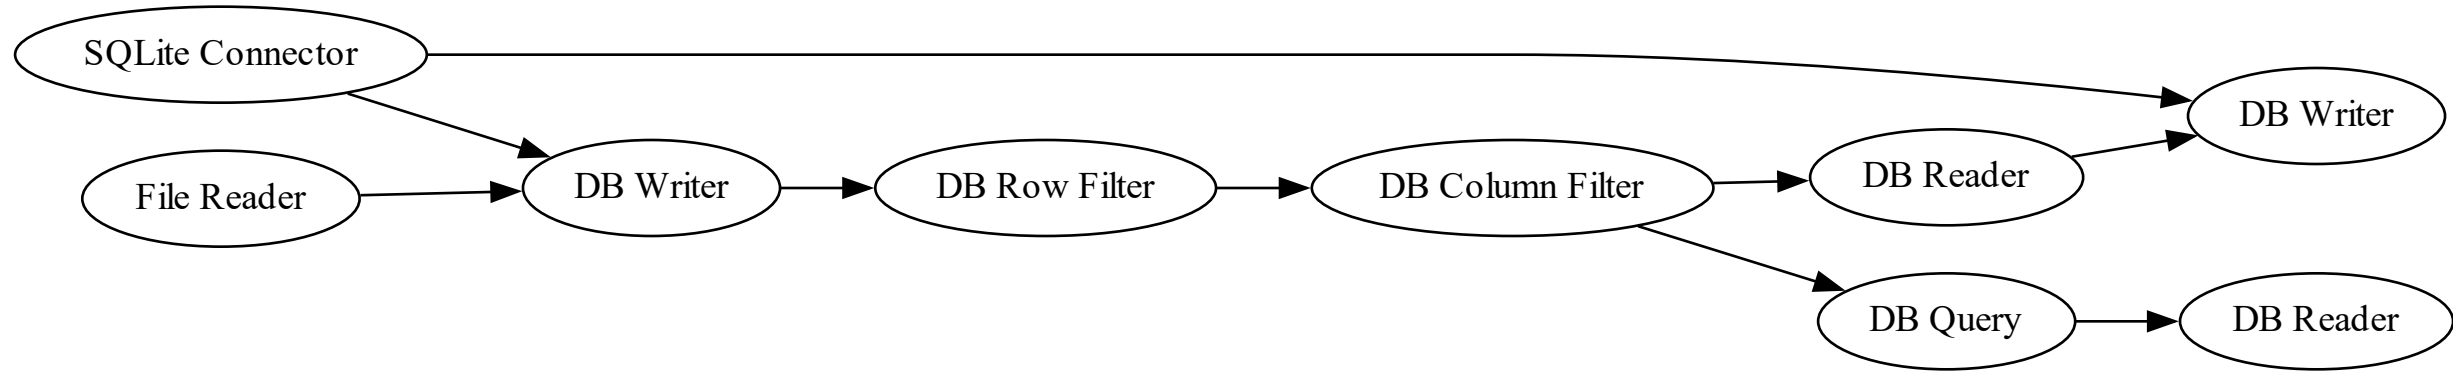 SQLite Connector
File Reader
DB Writer
DB Row Filter
DB Column Filter
DB Reader
DB Writer
DB Query
DB Reader